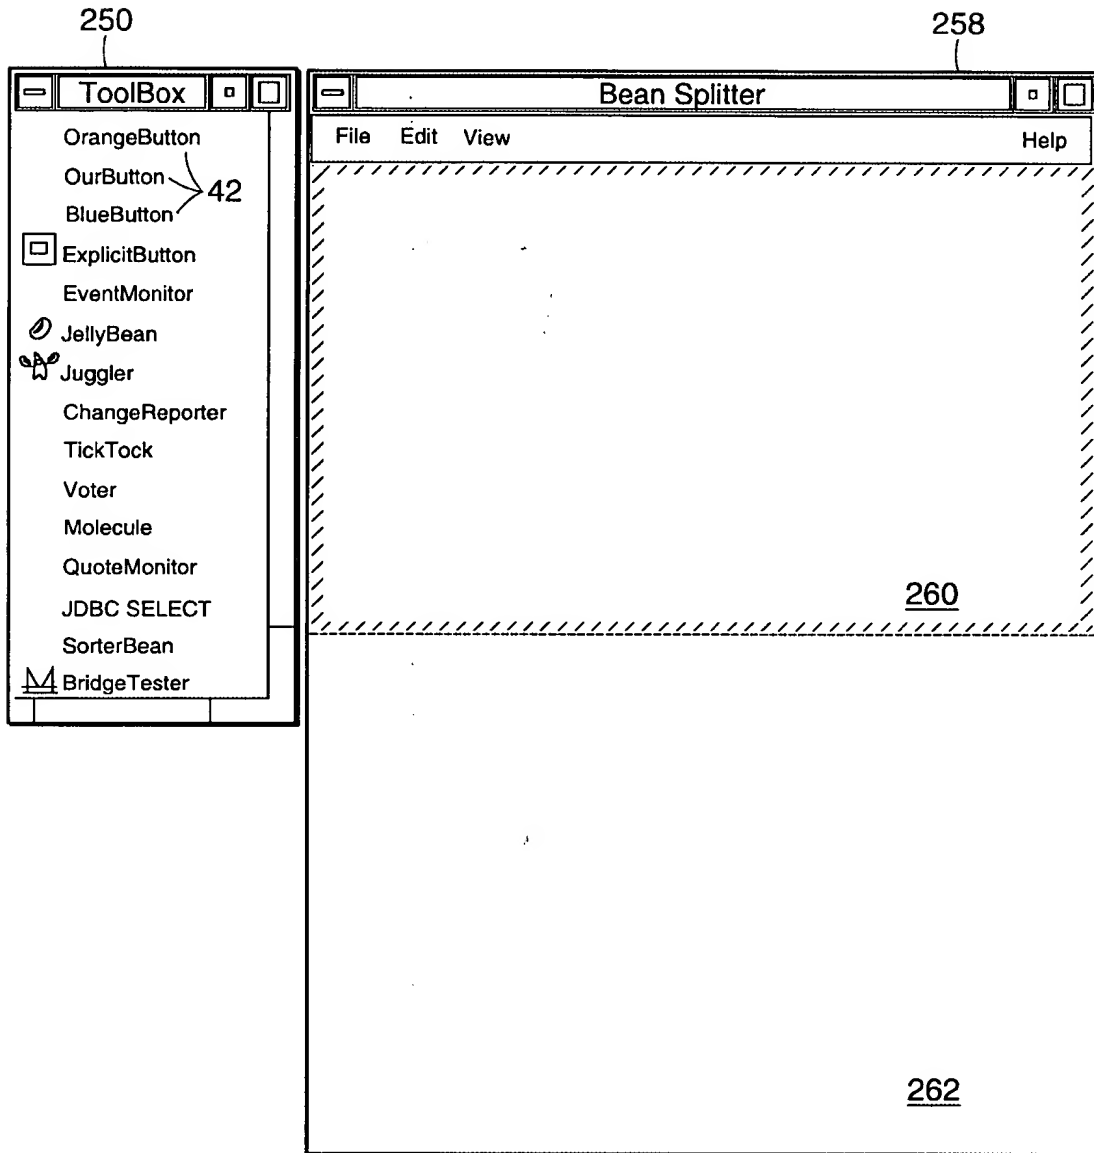 250
258
ToolBox
Bean Splitter
File Edit View Help
OrangeButton
OurButton
42
BlueButton
ExplicitButton
EventMonitor
JellyBean
Juggler
ChangeReporter
TickTock
Voter
Molecule
QuoteMonitor
JDBC SELECT
SorterBean
BridgeTester
260
262